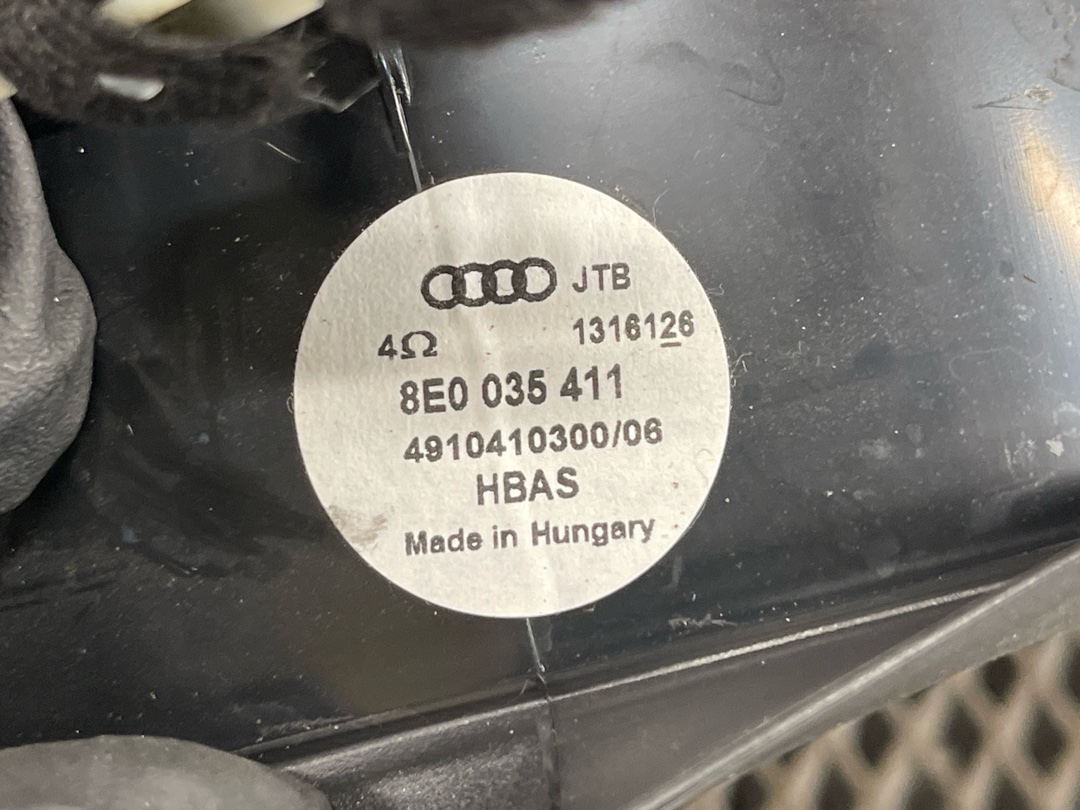 JTB
4Ω 1316126
8E0 035 411
4910410300/06
HBAS
Made in Hungary